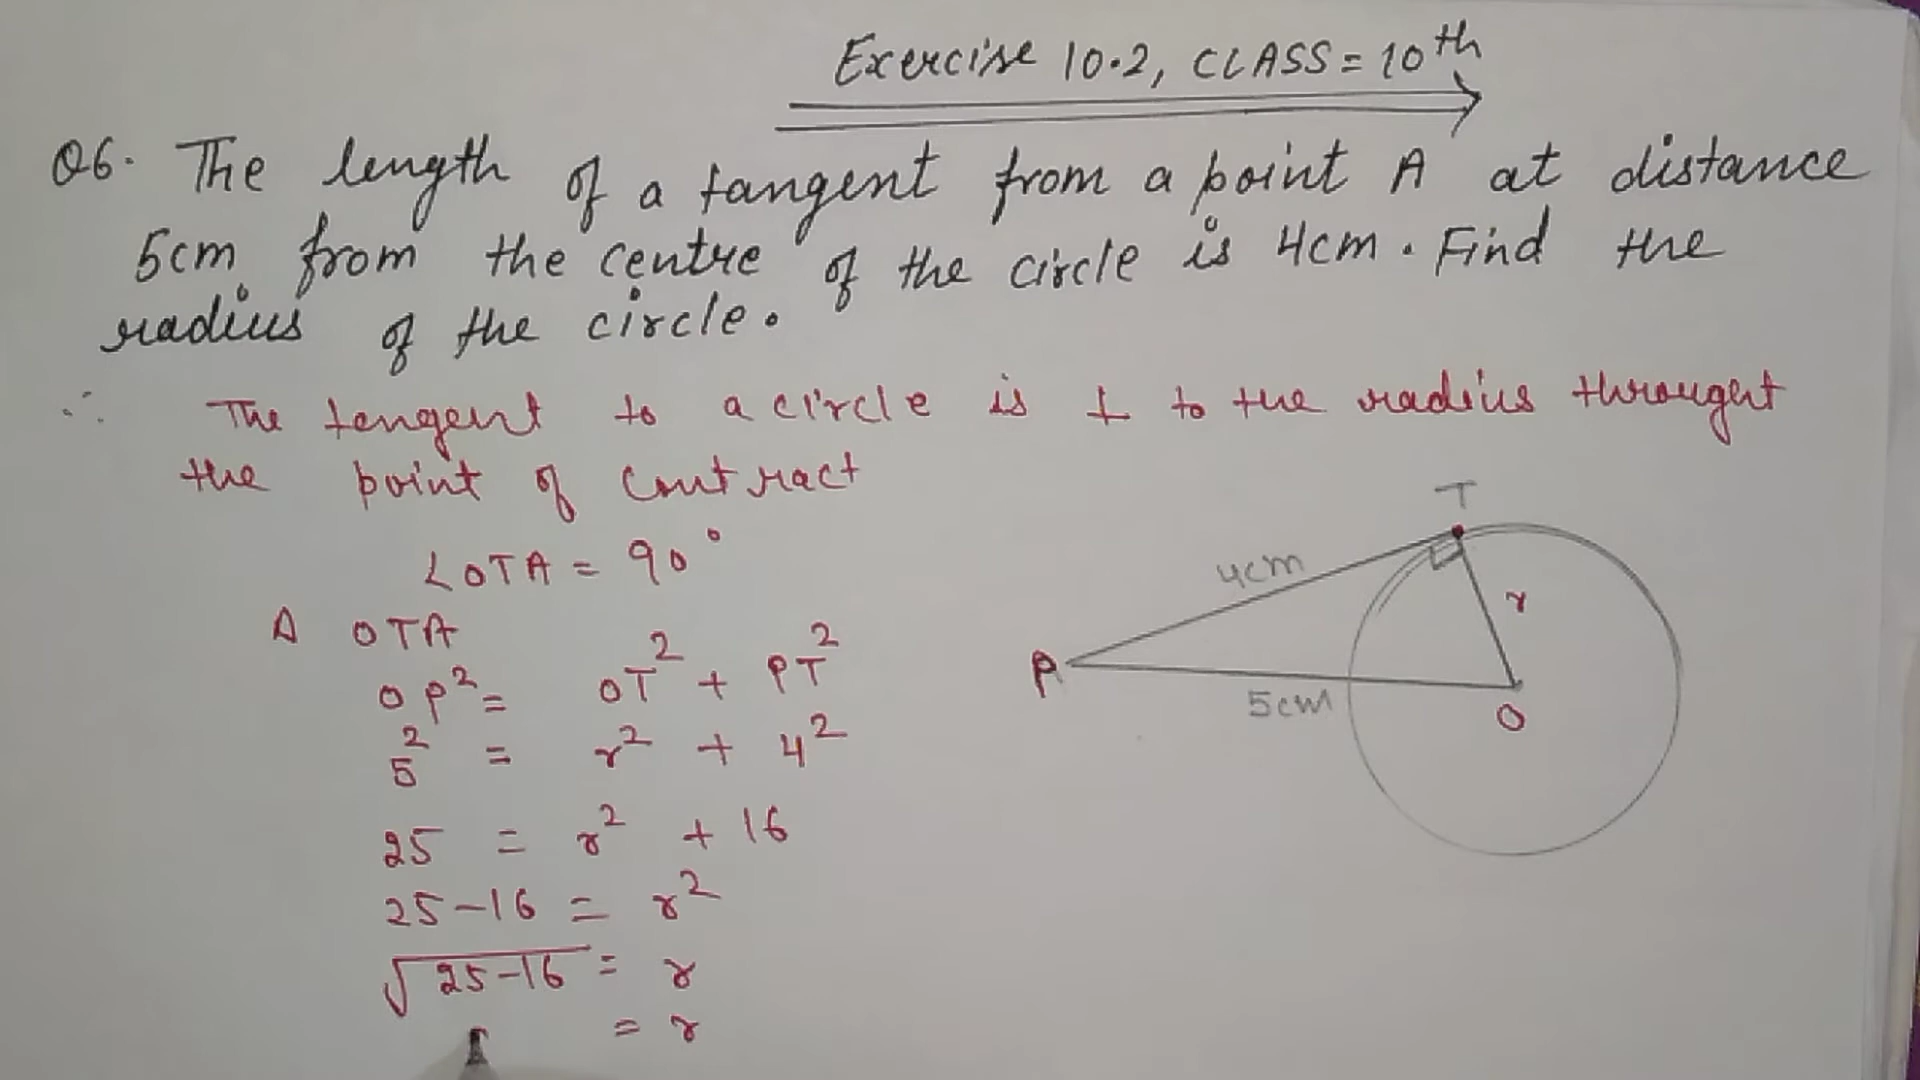 Exercise 10.2, CLASS = 10th
Q6. The length of a tangent from a point A at distance
5cm from the centre of the circle is 4cm. Find the
radius of the circle.
∴ The tengent to a circle is ⊥ to the radius throught
the point of contract
∠OTA = 90°
Δ OTA
OP² = OT² + PT²
5² = r² + 4²
25 = r² + 16
25-16 = r²
√25-16 = r
= r
T
4cm
r
A
5cm
O